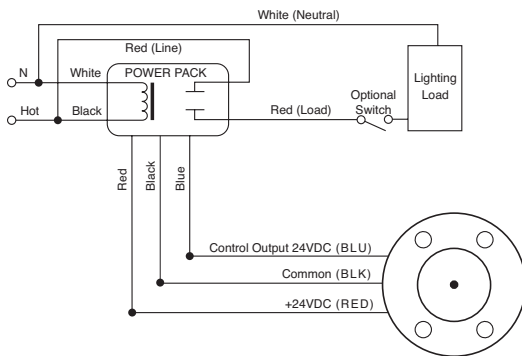 White (Neutral)
Red (Line)
N
White
POWER PACK
Lighting
Load
Hot
Black
Red (Load)
Optional
Switch
Red
Black
Blue
Control Output 24VDC (BLU)
Common (BLK)
+24VDC (RED)